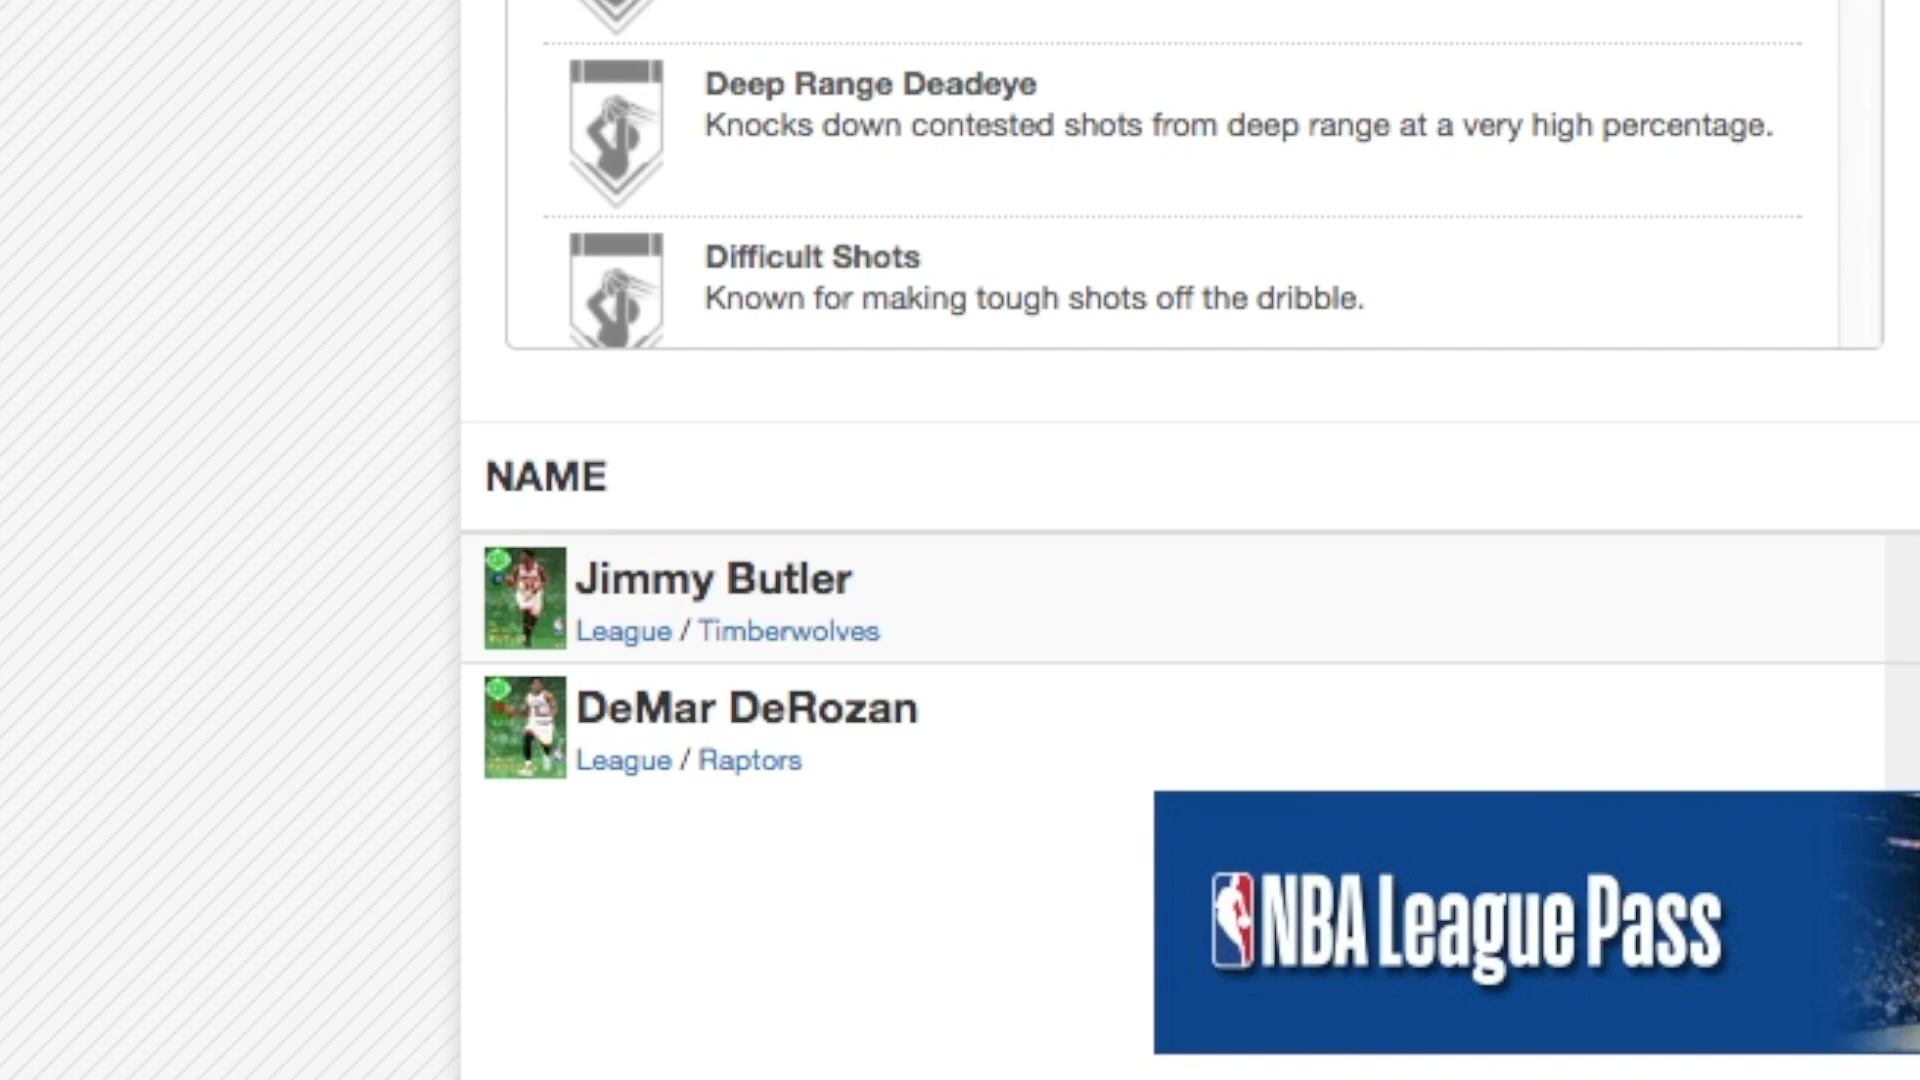 Deep Range Deadeye
Knocks down contested shots from deep range at a very high percentage.
Difficult Shots
Known for making tough shots off the dribble.
NAME
Jimmy Butler
League / Timberwolves
DeMar DeRozan
League / Raptors
NBA League Pass